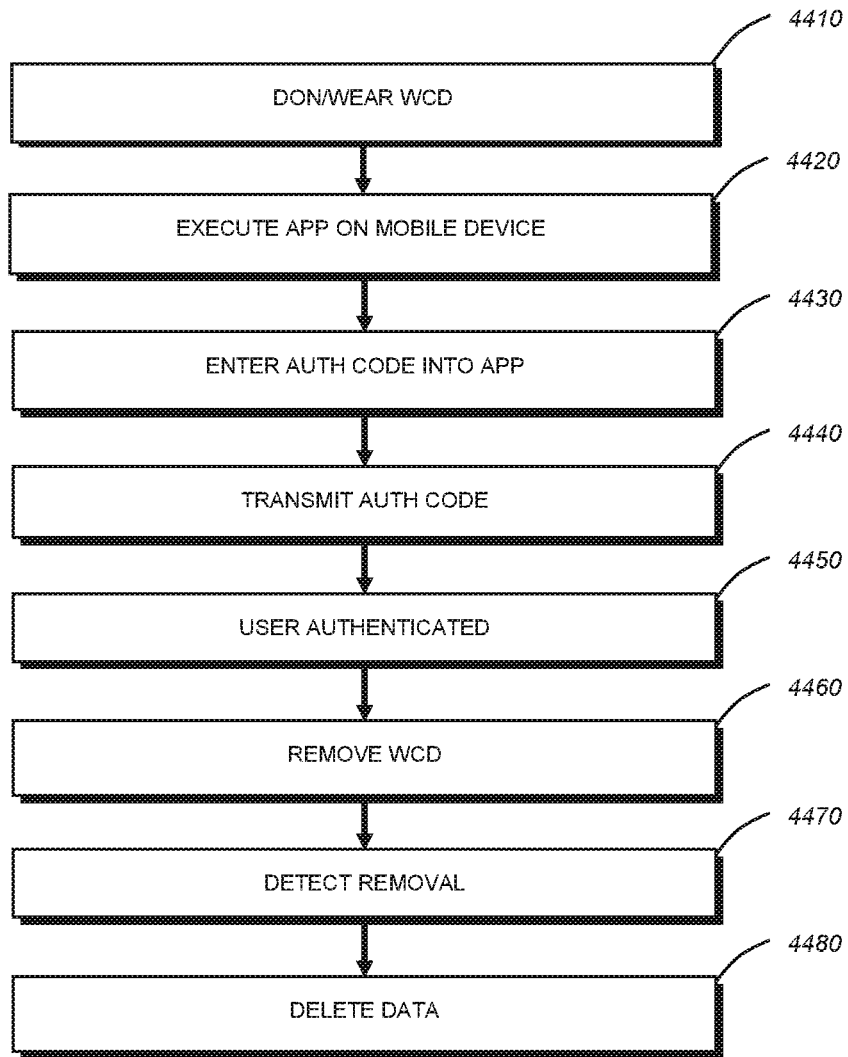 4410
DON/WEAR WCD
4420
EXECUTE APP ON MOBILE DEVICE
4430
ENTER AUTH CODE INTO APP
4440
TRANSMIT AUTH CODE
4450
USER AUTHENTICATED
4460
REMOVE WCD
4470
DETECT REMOVAL
4480
DELETE DATA